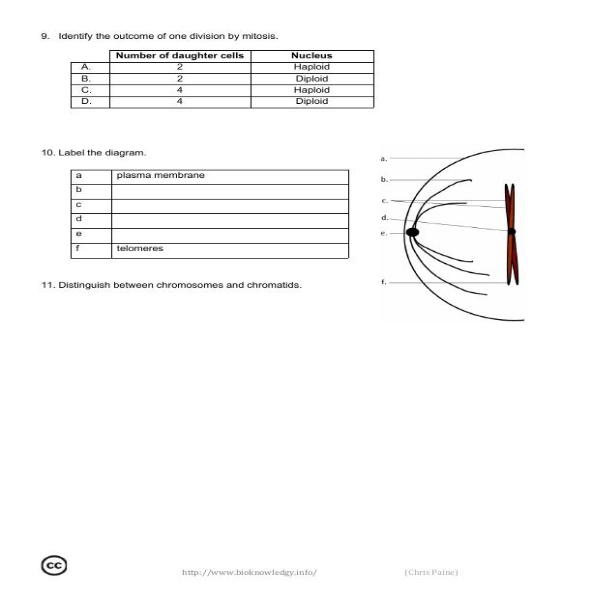 9. Identify the outcome of one division by mitosis.
Number of daughter cells Nucleus
A. 2 Haploid
B. 2 Diploid
C. 4 Haploid
D. 4 Diploid
10. Label the diagram.
a plasma membrane
b
c
d
e
f telomeres
a.
b.
c.
d.
e.
f.
11. Distinguish between chromosomes and chromatids.
cc
http://www.bioknowledgy.info/ (Chris Paine)